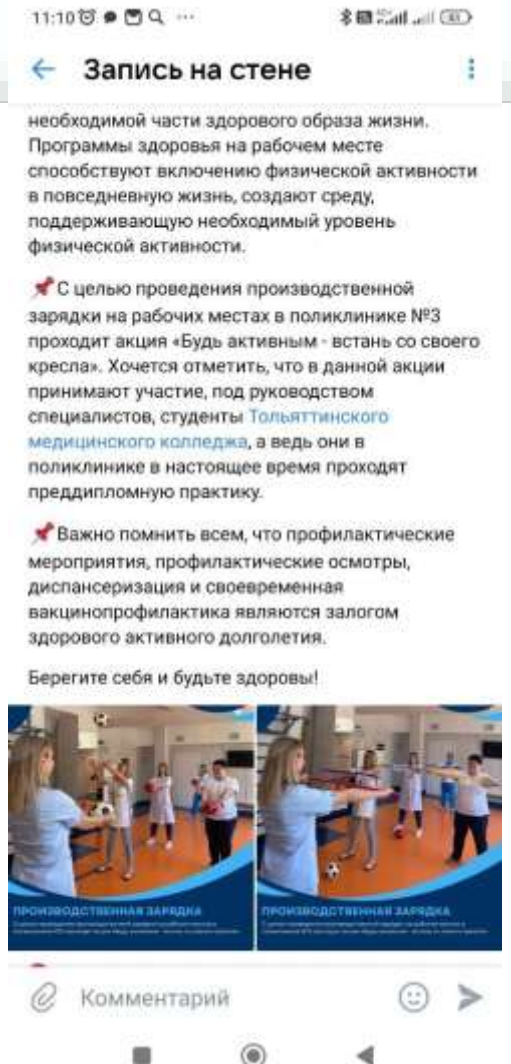 11:10
Запись на стене
необходимой части здорового образа жизни.
Программы здоровья на рабочем месте
способствуют включению физической активности
в повседневную жизнь, создают среду,
поддерживающую необходимый уровень
физической активности.
С целью проведения производственной
зарядки на рабочих местах в поликлинике №3
проходит акция «Будь активным - встань со своего
кресла». Хочется отметить, что в данной акции
принимают участие, под руководством
специалистов, студенты Тольяттинского
медицинского колледжа, а ведь они в
поликлинике в настоящее время проходят
преддипломную практику.
Важно помнить всем, что профилактические
мероприятия, профилактические осмотры,
диспансеризация и своевременная
вакцинопрофилактика являются залогом
здорового активного долголетия.
Берегите себя и будьте здоровы!
ПРОИЗВОДСТВЕННАЯ ЗАРЯДКА
ПРОИЗВОДСТВЕННАЯ ЗАРЯДКА
Комментарий